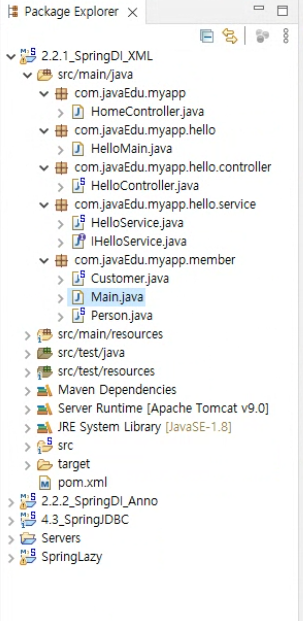 Package Explorer
2.2.1_SpringDI_XML
src/main/java
com.javaEdu.myapp
HomeController.java
com.javaEdu.myapp.hello
HelloMain.java
com.javaEdu.myapp.hello.controller
HelloController.java
com.javaEdu.myapp.hello.service
HelloService.java
IHelloService.java
com.javaEdu.myapp.member
Customer.java
Main.java
Person.java
src/main/resources
src/test/java
src/test/resources
Maven Dependencies
Server Runtime [Apache Tomcat v9.0]
JRE System Library [JavaSE-1.8]
src
target
pom.xml
2.2.2_SpringDI_Anno
4.3_SpringJDBC
Servers
SpringLazy